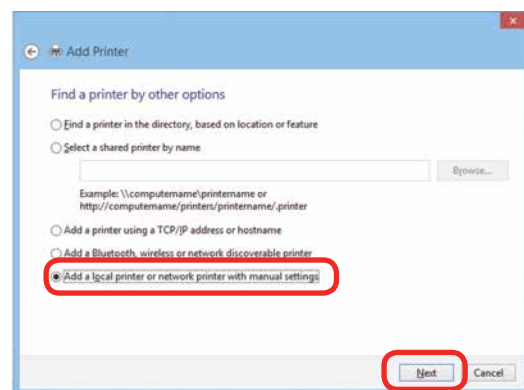 Add Printer
Find a printer by other options
Find a printer in the directory, based on location or feature
Select a shared printer by name
Browse...
Example: \\computername\printername or
http://computername/printers/printername/.printer
Add a printer using a TCP/IP address or hostname
Add a Bluetooth, wireless or network discoverable printer
Add a local printer or network printer with manual settings
Next Cancel